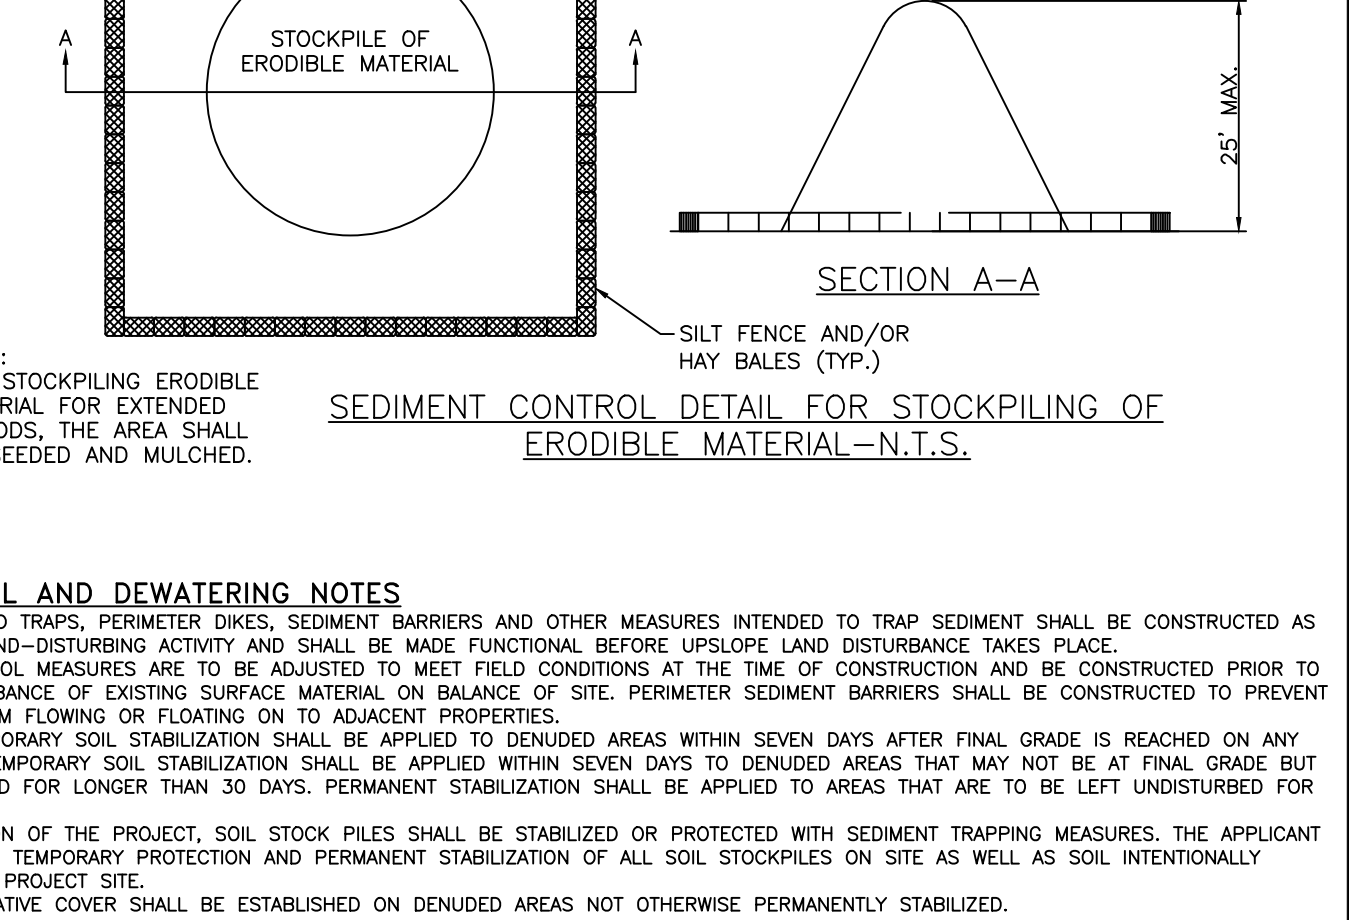 A
STOCKPILE OF
ERODIBLE MATERIAL
A
25' MAX.
SECTION A-A
SILT FENCE AND/OR
HAY BALES (TYP.)
:
STOCKPILING ERODIBLE
RIAL FOR EXTENDED
ODS, THE AREA SHALL
SEEDED AND MULCHED.
SEDIMENT CONTROL DETAIL FOR STOCKPILING OF
ERODIBLE MATERIAL-N.T.S.
L AND DEWATERING NOTES
D TRAPS, PERIMETER DIKES, SEDIMENT BARRIERS AND OTHER MEASURES INTENDED TO TRAP SEDIMENT SHALL BE CONSTRUCTED AS
ND-DISTURBING ACTIVITY AND SHALL BE MADE FUNCTIONAL BEFORE UPSLOPE LAND DISTURBANCE TAKES PLACE.
OL MEASURES ARE TO BE ADJUSTED TO MEET FIELD CONDITIONS AT THE TIME OF CONSTRUCTION AND BE CONSTRUCTED PRIOR TO
BANCE OF EXISTING SURFACE MATERIAL ON BALANCE OF SITE. PERIMETER SEDIMENT BARRIERS SHALL BE CONSTRUCTED TO PREVENT
M FLOWING OR FLOATING ON TO ADJACENT PROPERTIES.
ORARY SOIL STABILIZATION SHALL BE APPLIED TO DENUDED AREAS WITHIN SEVEN DAYS AFTER FINAL GRADE IS REACHED ON ANY
EMPORARY SOIL STABILIZATION SHALL BE APPLIED WITHIN SEVEN DAYS TO DENUDED AREAS THAT MAY NOT BE AT FINAL GRADE BUT
D FOR LONGER THAN 30 DAYS. PERMANENT STABILIZATION SHALL BE APPLIED TO AREAS THAT ARE TO BE LEFT UNDISTURBED FOR
ON OF THE PROJECT, SOIL STOCK PILES SHALL BE STABILIZED OR PROTECTED WITH SEDIMENT TRAPPING MEASURES. THE APPLICANT
TEMPORARY PROTECTION AND PERMANENT STABILIZATION OF ALL SOIL STOCKPILES ON SITE AS WELL AS SOIL INTENTIONALLY
PROJECT SITE.
ATIVE COVER SHALL BE ESTABLISHED ON DENUDED AREAS NOT OTHERWISE PERMANENTLY STABILIZED.